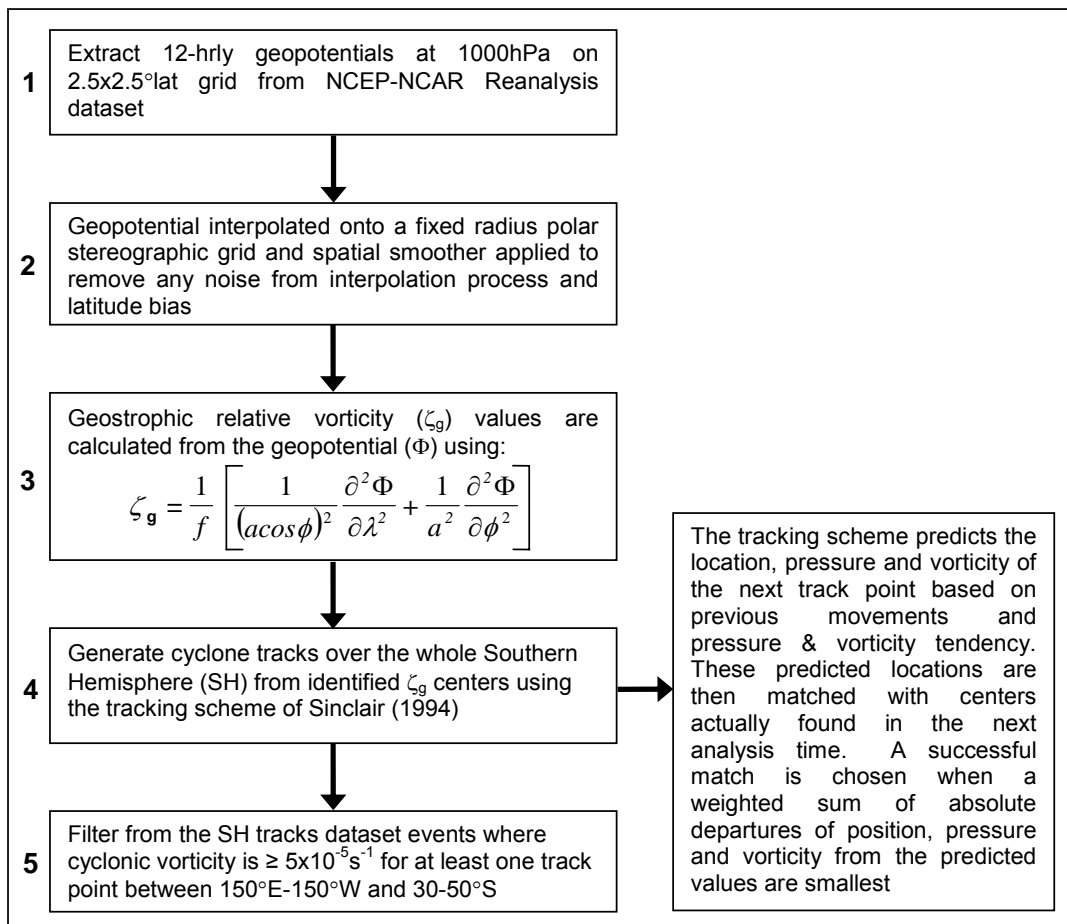 1
Extract 12-hrly geopotentials at 1000hPa on
2.5x2.5°lat grid from NCEP-NCAR Reanalysis
dataset
2
Geopotential interpolated onto a fixed radius polar
stereographic grid and spatial smoother applied to
remove any noise from interpolation process and
latitude bias
3
Geostrophic relative vorticity (ζg) values are
calculated from the geopotential (Φ) using:
ζg = 1/f [ 1/(acosϕ)² ∂²Φ/∂λ² + 1/a² ∂²Φ/∂ϕ² ]
4
Generate cyclone tracks over the whole Southern
Hemisphere (SH) from identified ζg centers using
the tracking scheme of Sinclair (1994)
The tracking scheme predicts the
location, pressure and vorticity of
the next track point based on
previous movements and
pressure & vorticity tendency.
These predicted locations are
then matched with centers
actually found in the next
analysis time. A successful
match is chosen when a
weighted sum of absolute
departures of position, pressure
and vorticity from the predicted
values are smallest
5
Filter from the SH tracks dataset events where
cyclonic vorticity is ≥ 5x10⁻⁵s⁻¹ for at least one track
point between 150°E-150°W and 30-50°S